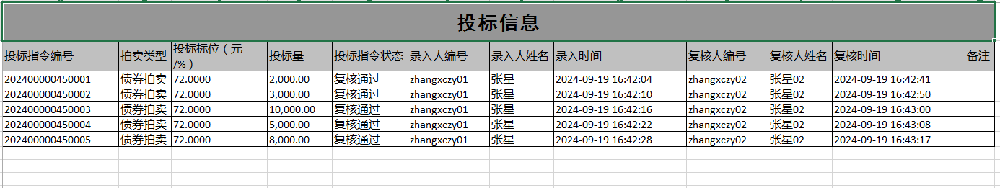 投标信息
投标指令编号 拍卖类型 投标标位（元/%） 投标量 投标指令状态 录入人编号 录入人姓名 录入时间 复核人编号 复核人姓名 复核时间 备注
202400000450001 债券拍卖 72.0000 2,000.00 复核通过 zhangxczy01 张星 2024-09-19 16:42:04 zhangxczy02 张星02 2024-09-19 16:42:41
202400000450002 债券拍卖 72.0000 3,000.00 复核通过 zhangxczy01 张星 2024-09-19 16:42:10 zhangxczy02 张星02 2024-09-19 16:42:50
202400000450003 债券拍卖 72.0000 10,000.00 复核通过 zhangxczy01 张星 2024-09-19 16:42:16 zhangxczy02 张星02 2024-09-19 16:43:00
202400000450004 债券拍卖 72.0000 5,000.00 复核通过 zhangxczy01 张星 2024-09-19 16:42:22 zhangxczy02 张星02 2024-09-19 16:43:08
202400000450005 债券拍卖 72.0000 8,000.00 复核通过 zhangxczy01 张星 2024-09-19 16:42:28 zhangxczy02 张星02 2024-09-19 16:43:17